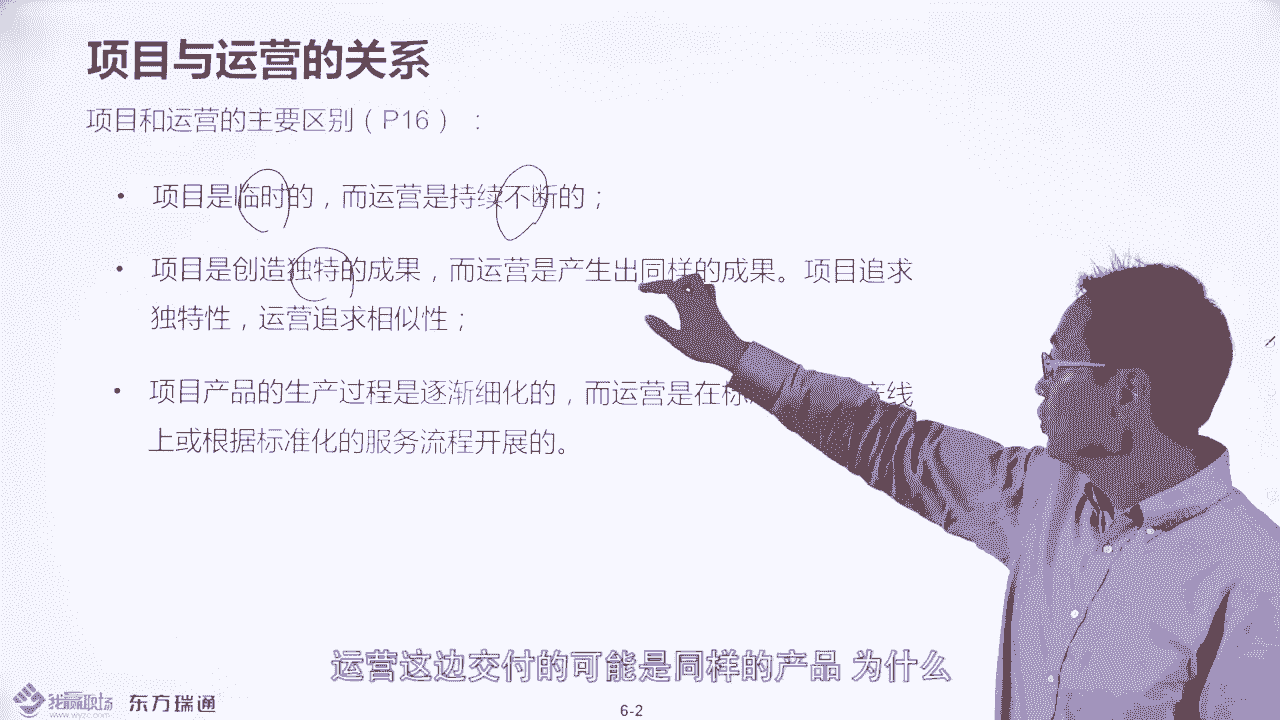 项目与运营的关系
项目和运营的主要区别（P16）：
• 项目是临时的，而运营是持续不断的；
• 项目是创造独特的成果，而运营是产生出同样的成果。项目追求
独特性，运营追求相似性；
• 项目产品的生产过程是逐渐细化的，而运营是在标 产线
上或根据标准化的服务流程开展的。
运营这边交付的可能是同样的产品 为什么
我赢职场 东方瑞通
www.wyzc.com
6-2